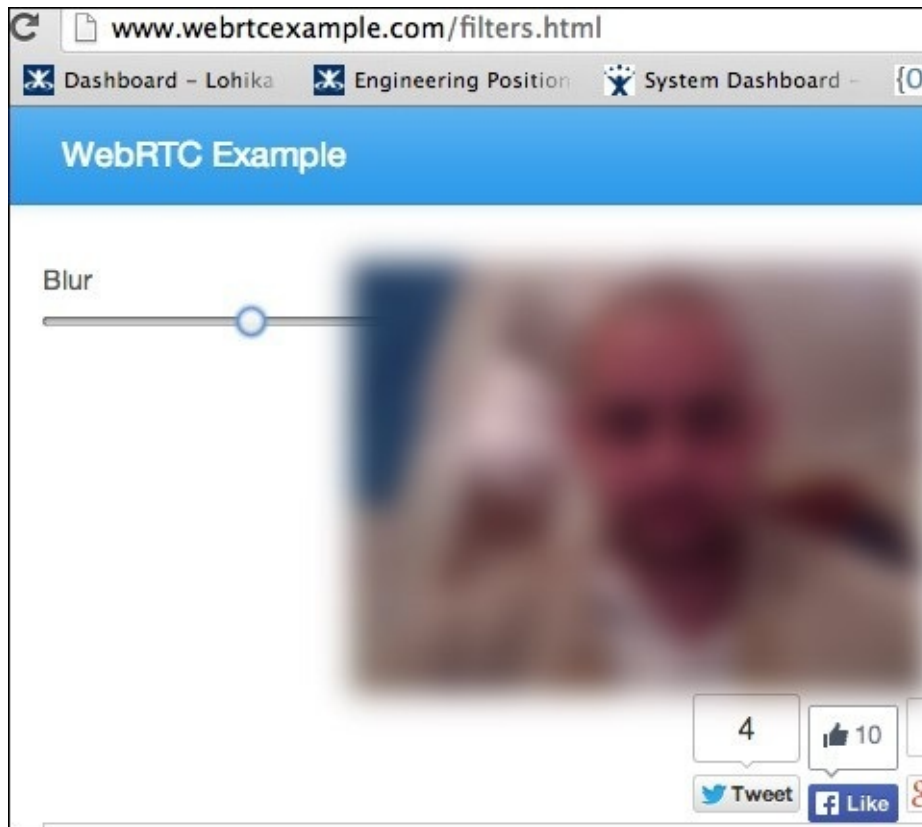 www.webrtcexample.com/filters.html
Dashboard – Lohika
Engineering Position
System Dashboard –
{O
WebRTC Example
Blur
4
10
Tweet
Like